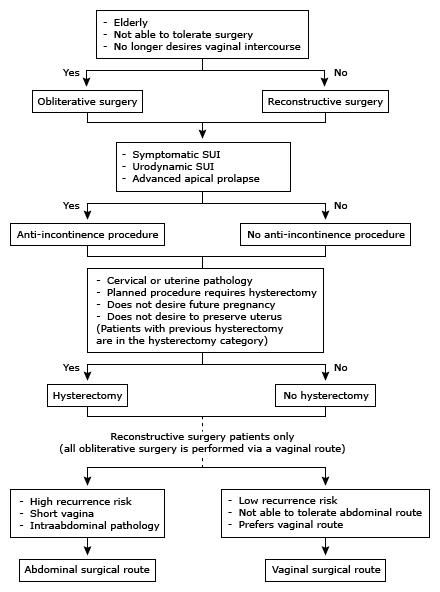 - Elderly
- Not able to tolerate surgery
- No longer desires vaginal intercourse
Yes
No
Obliterative surgery
Reconstructive surgery
- Symptomatic SUI
- Urodynamic SUI
- Advanced apical prolapse
Yes
No
Anti-incontinence procedure
No anti-incontinence procedure
- Cervical or uterine pathology
- Planned procedure requires hysterectomy
- Does not desire future pregnancy
- Does not desire to preserve uterus
(Patients with previous hysterectomy
are in the hysterectomy category)
Yes
No
Hysterectomy
No hysterectomy
Reconstructive surgery patients only
(all obliterative surgery is performed via a vaginal route)
- High recurrence risk
- Short vagina
- Intraabdominal pathology
- Low recurrence risk
- Not able to tolerate abdominal route
- Prefers vaginal route
Abdominal surgical route
Vaginal surgical route